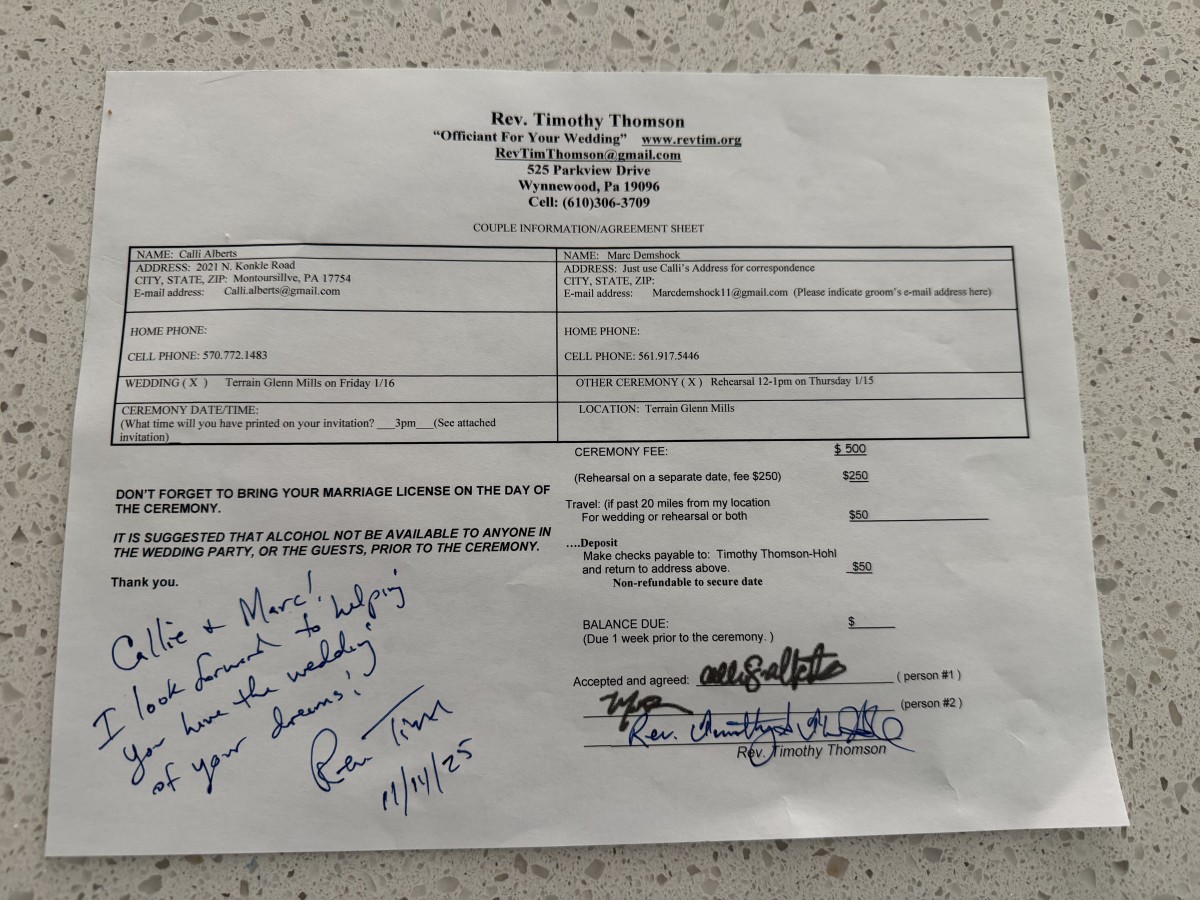 Rev. Timothy Thomson
“Officiant For Your Wedding” www.revtim.org
RevTimThomson@gmail.com
525 Parkview Drive
Wynnewood, Pa 19096
Cell: (610)306-3709
COUPLE INFORMATION/AGREEMENT SHEET
NAME: Calli Alberts
ADDRESS: 2021 N. Konkle Road
CITY, STATE, ZIP: Montoursillve, PA 17754
E-mail address: Calli.alberts@gmail.com
NAME: Marc Demshock
ADDRESS: Just use Calli's Address for correspondence
CITY, STATE, ZIP:
E-mail address: Marcdemshock11@gmail.com (Please indicate groom's e-mail address here)
HOME PHONE:
CELL PHONE: 570.772.1483
HOME PHONE:
CELL PHONE: 561.917.5446
WEDDING ( X ) Terrain Glenn Mills on Friday 1/16
OTHER CEREMONY ( X ) Rehearsal 12-1pm on Thursday 1/15
CEREMONY DATE/TIME:
(What time will you have printed on your invitation? ___3pm___(See attached
invitation)__
LOCATION: Terrain Glenn Mills
DON'T FORGET TO BRING YOUR MARRIAGE LICENSE ON THE DAY OF
THE CEREMONY.
IT IS SUGGESTED THAT ALCOHOL NOT BE AVAILABLE TO ANYONE IN
THE WEDDING PARTY, OR THE GUESTS, PRIOR TO THE CEREMONY.
Thank you.
Callie + Marc!
I look forward to helping
you have the wedding
of your dreams!
Rev. Tim
11/14/25
CEREMONY FEE: $ 500
(Rehearsal on a separate date, fee $250) $250
Travel: (if past 20 miles from my location
For wedding or rehearsal or both $50
….Deposit
Make checks payable to: Timothy Thomson-Hohl
and return to address above. $50
Non-refundable to secure date
BALANCE DUE: $
(Due 1 week prior to the ceremony. )
Accepted and agreed: ( person #1 )
(person #2 )
Rev. Timothy
Rev. Timothy Thomson